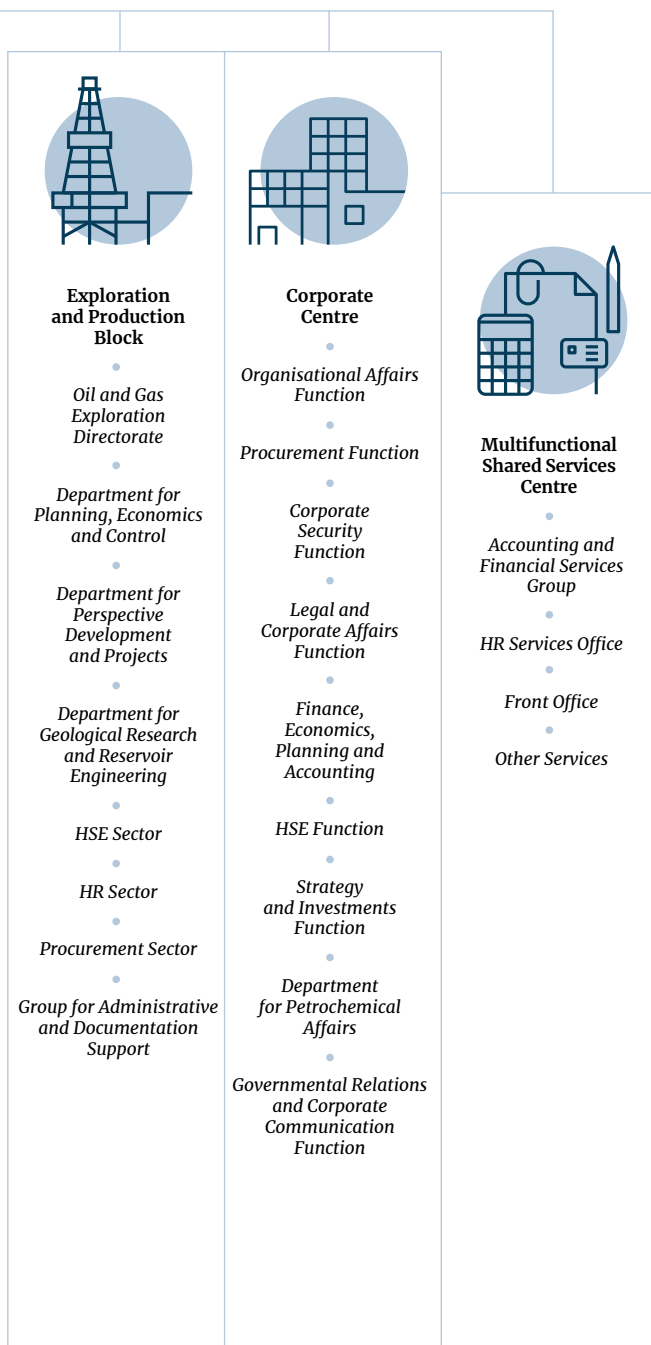 Exploration
and Production
Block
Oil and Gas
Exploration
Directorate
Department for
Planning, Economics
and Control
Department for
Perspective
Development
and Projects
Department for
Geological Research
and Reservoir
Engineering
HSE Sector
HR Sector
Procurement Sector
Group for Administrative
and Documentation
Support
Corporate
Centre
Organisational Affairs
Function
Procurement Function
Corporate
Security
Function
Legal and
Corporate Affairs
Function
Finance,
Economics,
Planning and
Accounting
HSE Function
Strategy
and Investments
Function
Department
for Petrochemical
Affairs
Governmental Relations
and Corporate
Communication
Function
Multifunctional
Shared Services
Centre
Accounting and
Financial Services
Group
HR Services Office
Front Office
Other Services